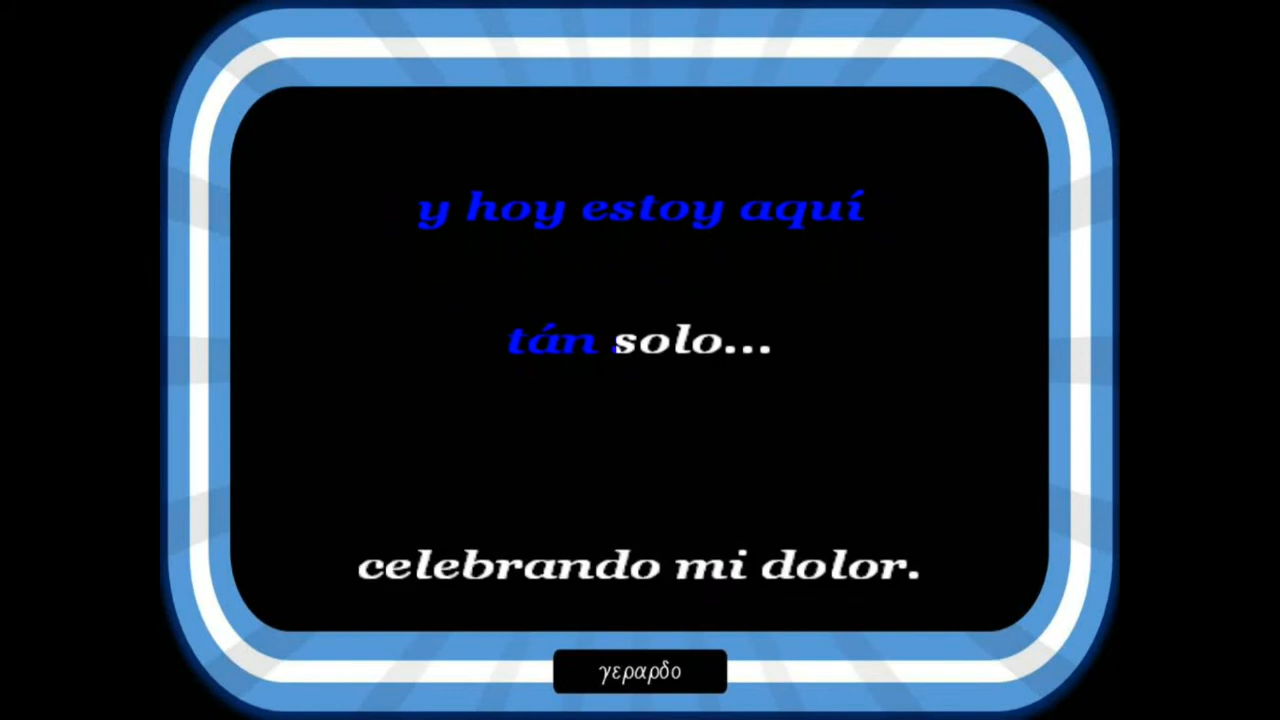 y hoy estoy aquí
tán solo...
celebrando mi dolor.
γεραρδο